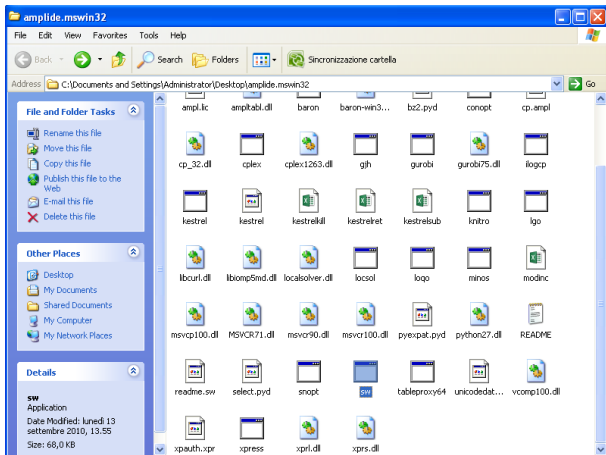 amplide.mswin32
File Edit View Favorites Tools Help
Back Search Folders Sincronizzazione cartella
Address C:\Documents and Settings\Administrator\Desktop\amplide.mswin32 Go
File and Folder Tasks
Rename this file
Move this file
Copy this file
Publish this file to the
Web
E-mail this file
Delete this file
Other Places
Desktop
My Documents
Shared Documents
My Computer
My Network Places
Details
sw
Application
Date Modified: lunedì 13
settembre 2010, 13.55
Size: 68,0 KB
ampl.lic ampltabl.dll baron baron-win3... bz2.pyd conopt cp.ampl
cp_32.dll cplex cplex1263.dll gjh gurobi gurobi75.dll ilogcp
kestrel kestrel kestrelkill kestrelret kestrelsub knitro lgo
libcurl.dll libiomp5md.dll localsolver.dll locsol loqo minos modinc
msvcp100.dll MSVCR71.dll msvcr90.dll msvcr100.dll pyexpat.pyd python27.dll README
readme.sw select.pyd snopt sw tableproxy64 unicodedat... vcomp100.dll
xpauth.xpr xpress xprl.dll xprs.dll